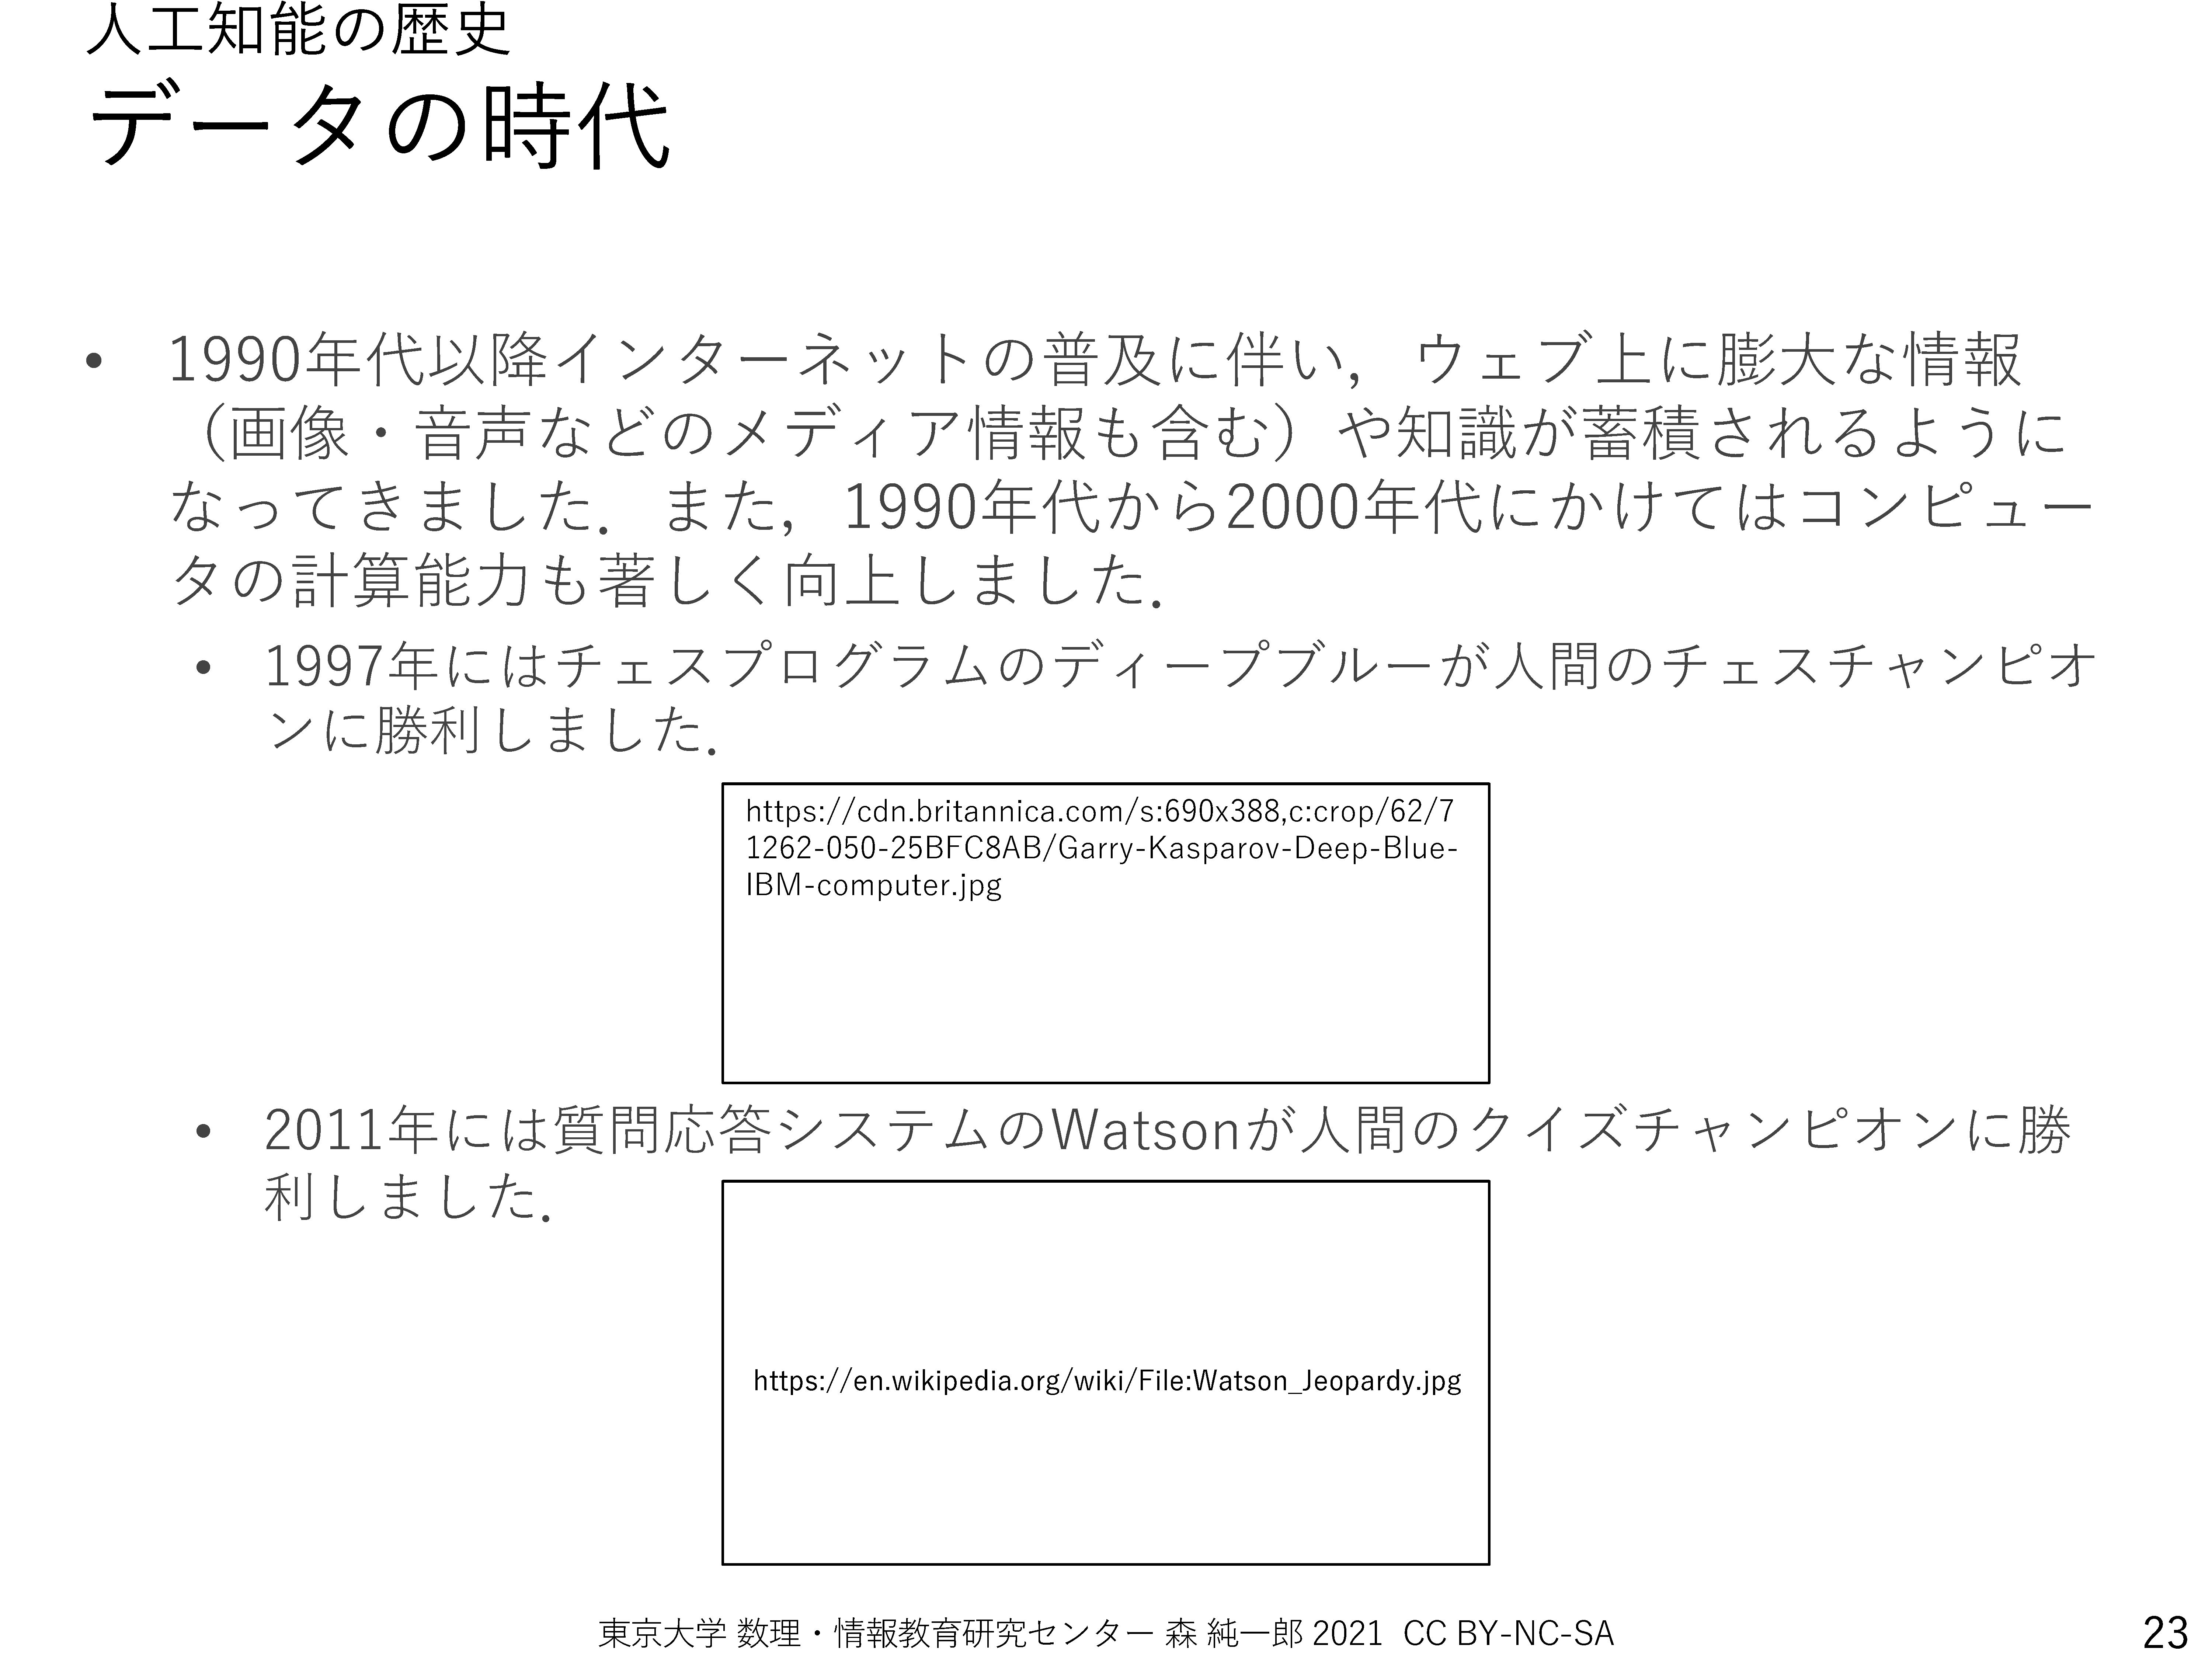 人工知能の歴史
データの時代
• 1990年代以降インターネットの普及に伴い，ウェブ上に膨大な情報
（画像・音声などのメディア情報も含む）や知識が蓄積されるように
なってきました．また，1990年代から2000年代にかけてはコンピュー
タの計算能力も著しく向上しました．
• 1997年にはチェスプログラムのディープブルーが人間のチェスチャンピオ
ンに勝利しました．
https://cdn.britannica.com/s:690x388,c:crop/62/7
1262-050-25BFC8AB/Garry-Kasparov-Deep-Blue-
IBM-computer.jpg
• 2011年には質問応答システムのWatsonが人間のクイズチャンピオンに勝
利しました．
https://en.wikipedia.org/wiki/File:Watson_Jeopardy.jpg
東京大学 数理・情報教育研究センター 森 純一郎 2021 CC BY-NC-SA
23